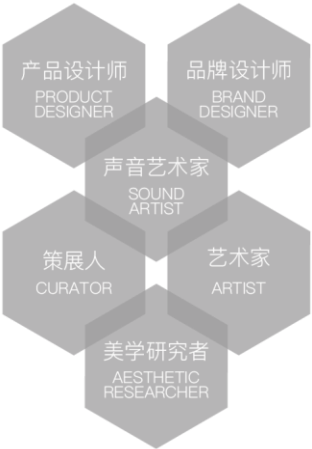 产品设计师
PRODUCT
DESIGNER
品牌设计师
BRAND
DESIGNER
声音艺术家
SOUND
ARTIST
策展人
CURATOR
艺术家
ARTIST
美学研究者
AESTHETIC
RESEARCHER